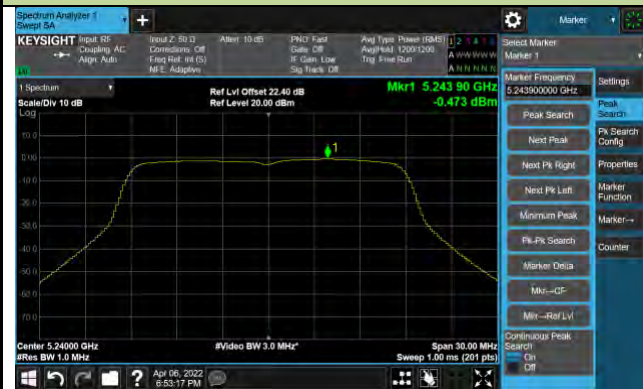 Spectrum Analyzer 1
Swept SA
Marker
KEYSIGHT Input: RF
Coupling: AC
Align: Auto
Input Z: 50 Ω
Corrections: Off
Freq Ref: Int (S)
NFE: Adaptive
Atten: 10 dB
PNO: Fast
Gate: Off
IF Gain: Low
Sig Track: Off
Avg Type: Power (RMS)
Avg|Hold: 1200/1200
Trig: Free Run
1 2 3 4 5 6
A W W W W W
A N N N N N
Select Marker
Marker 1
1 Spectrum
Scale/Div 10 dB
Log
Ref Lvl Offset 22.40 dB
Ref Level 20.00 dBm
Mkr1 5.243 90 GHz
-0.473 dBm
10.0
0.00
-10.0
-20.0
-30.0
-40.0
-50.0
-60.0
-70.0
1
Center 5.24000 GHz
#Res BW 1.0 MHz
#Video BW 3.0 MHz*
Span 30.00 MHz
Sweep 1.00 ms (201 pts)
Marker Frequency
5.243900000 GHz
Peak Search
Next Peak
Next Pk Right
Next Pk Left
Minimum Peak
Pk-Pk Search
Marker Delta
Mkr→CF
Mkr→Ref Lvl
Continuous Peak
Search
On
Off
Settings
Peak
Search
Pk Search
Config
Properties
Marker
Function
Marker→
Counter
Apr 06, 2022
6:53:17 PM